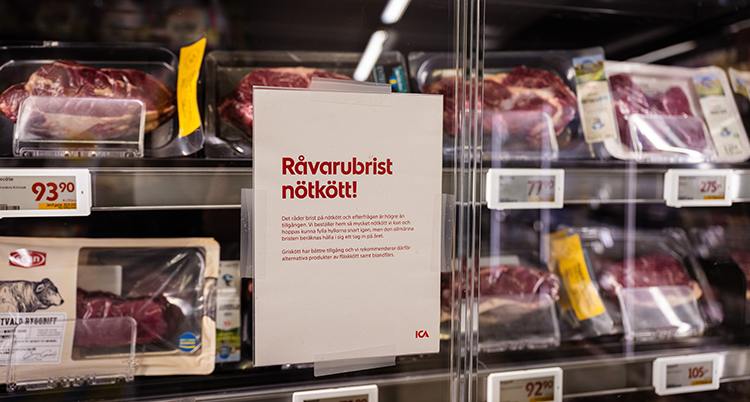 Råvarubrist
nötkött!
Det råder brist på nötkött och efterfrågan är högre än
tillgången. Vi beställer hem så mycket nötkött vi kan och
hoppas kunna fylla hyllorna snart igen, men den allmänna
bristen beräknas hålla i sig ett tag in på året.
Griskött har bättre tillgång och vi rekommenderar därför
alternativa produkter av fläskkött samt blandfärs.
ICA
93 90
77
275
92 90
105